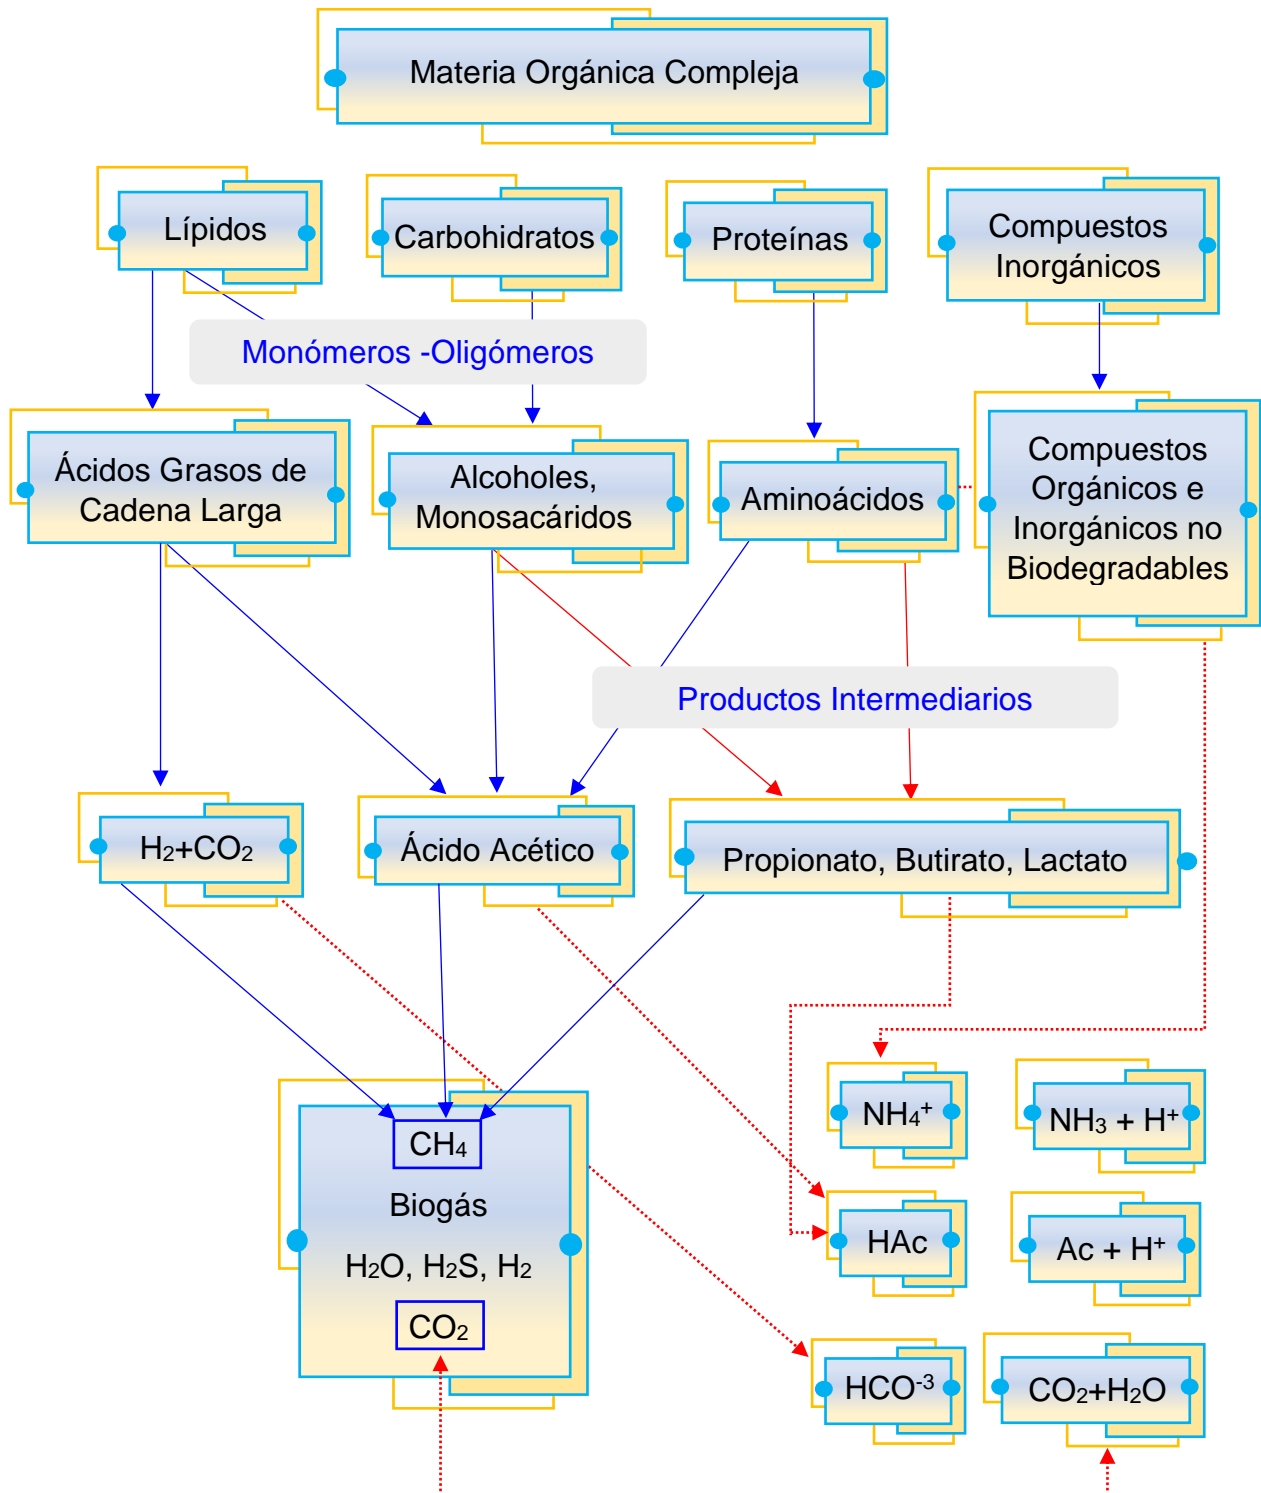 Materia Orgánica Compleja
Lípidos
Carbohidratos
Proteínas
Compuestos
Inorgánicos
Monómeros -Oligómeros
Ácidos Grasos de
Cadena Larga
Alcoholes,
Monosacáridos
Aminoácidos
Compuestos
Orgánicos e
Inorgánicos no
Biodegradables
Productos Intermediarios
H₂+CO₂
Ácido Acético
Propionato, Butirato, Lactato
CH₄
Biogás
H₂O, H₂S, H₂
CO₂
NH₄⁺
NH₃ + H⁺
HAc
Ac + H⁺
HCO⁻³
CO₂+H₂O